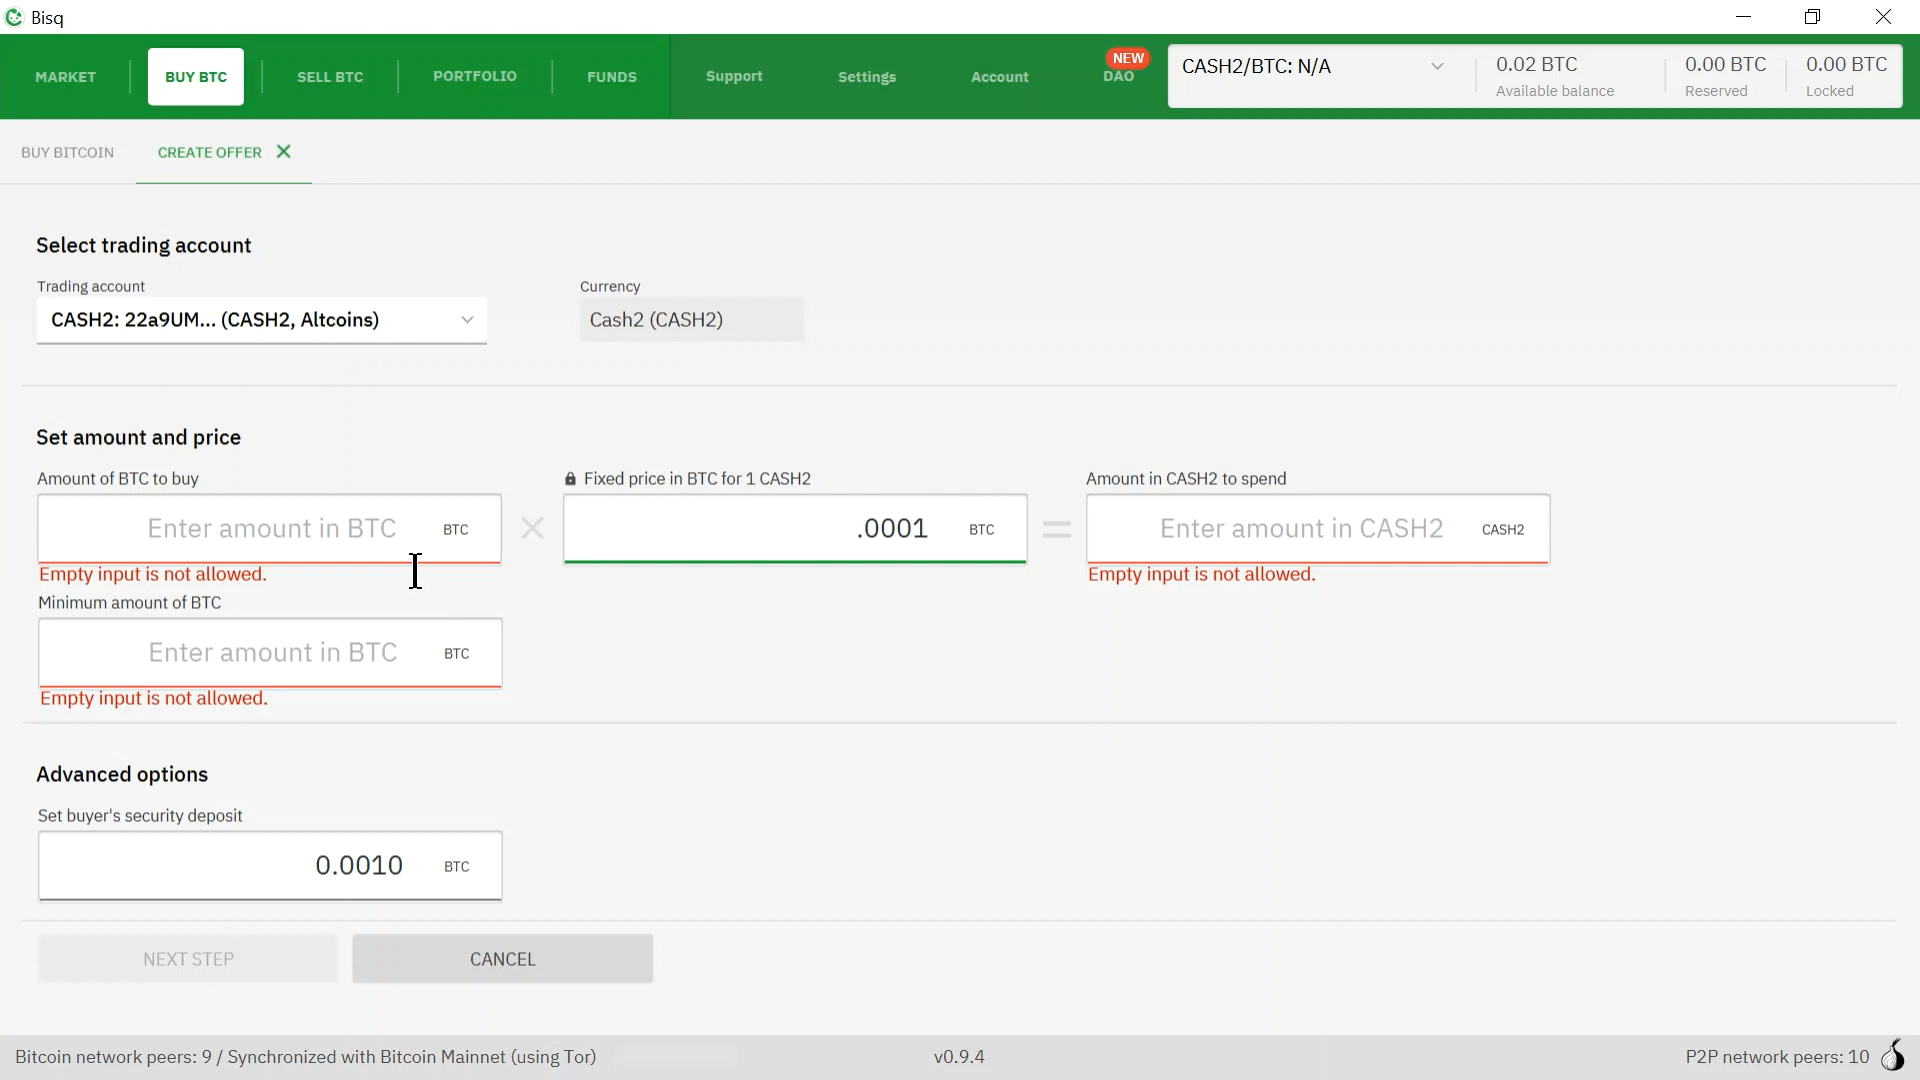 Bisq
MARKET BUY BTC SELL BTC PORTFOLIO FUNDS Support Settings Account NEW DAO CASH2/BTC: N/A 0.02 BTC 0.00 BTC 0.00 BTC
Available balance Reserved Locked
BUY BITCOIN CREATE OFFER
Select trading account
Trading account Currency
CASH2: 22a9UM... (CASH2, Altcoins) Cash2 (CASH2)
Set amount and price
Amount of BTC to buy Fixed price in BTC for 1 CASH2 Amount in CASH2 to spend
Enter amount in BTC BTC .0001 BTC Enter amount in CASH2 CASH2
Empty input is not allowed. Empty input is not allowed.
Minimum amount of BTC
Enter amount in BTC BTC
Empty input is not allowed.
Advanced options
Set buyer's security deposit
0.0010 BTC
NEXT STEP CANCEL
Bitcoin network peers: 9 / Synchronized with Bitcoin Mainnet (using Tor) v0.9.4 P2P network peers: 10